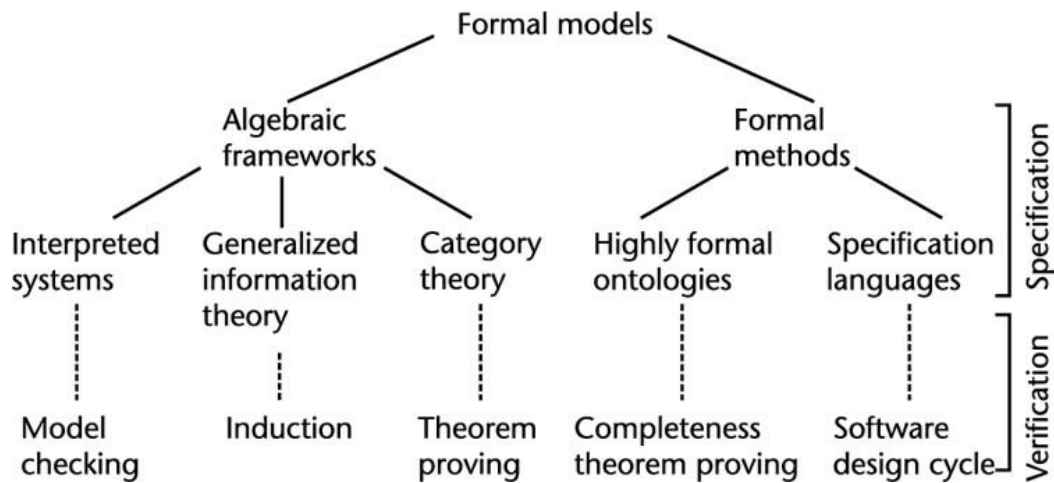 Formal models
Algebraic
frameworks
Formal
methods
Interpreted
systems
Generalized
information
theory
Category
theory
Highly formal
ontologies
Specification
languages
Specification
Model
checking
Induction
Theorem
proving
Completeness
theorem proving
Software
design cycle
Verification